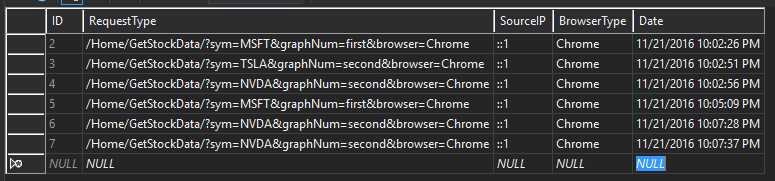 ID RequestType SourceIP BrowserType Date
2 /Home/GetStockData/?sym=MSFT&graphNum=first&browser=Chrome ::1 Chrome 11/21/2016 10:02:26 PM
3 /Home/GetStockData/?sym=TSLA&graphNum=second&browser=Chrome ::1 Chrome 11/21/2016 10:02:51 PM
4 /Home/GetStockData/?sym=NVDA&graphNum=second&browser=Chrome ::1 Chrome 11/21/2016 10:02:56 PM
5 /Home/GetStockData/?sym=MSFT&graphNum=first&browser=Chrome ::1 Chrome 11/21/2016 10:05:09 PM
6 /Home/GetStockData/?sym=NVDA&graphNum=second&browser=Chrome ::1 Chrome 11/21/2016 10:07:28 PM
7 /Home/GetStockData/?sym=NVDA&graphNum=second&browser=Chrome ::1 Chrome 11/21/2016 10:07:37 PM
NULL NULL NULL NULL NULL